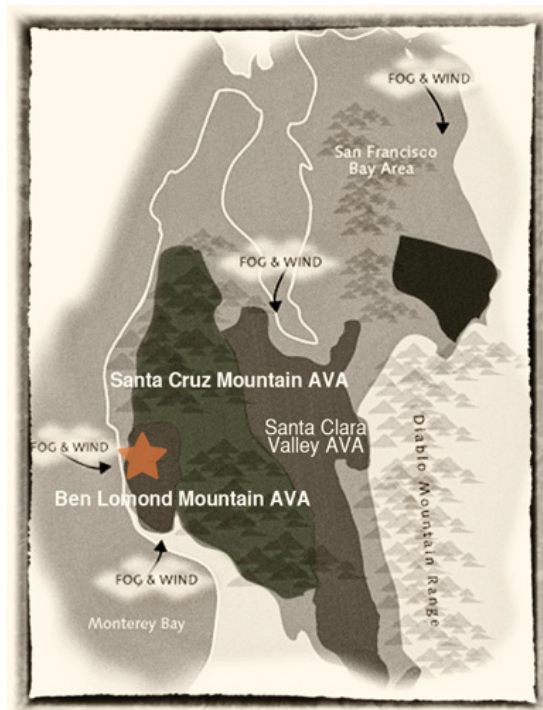 FOG & WIND
San Francisco
Bay Area
FOG & WIND
Santa Cruz Mountain AVA
Santa Clara
Valley AVA
Diablo Mountain Range
FOG & WIND
Ben Lomond Mountain AVA
FOG & WIND
Monterey Bay